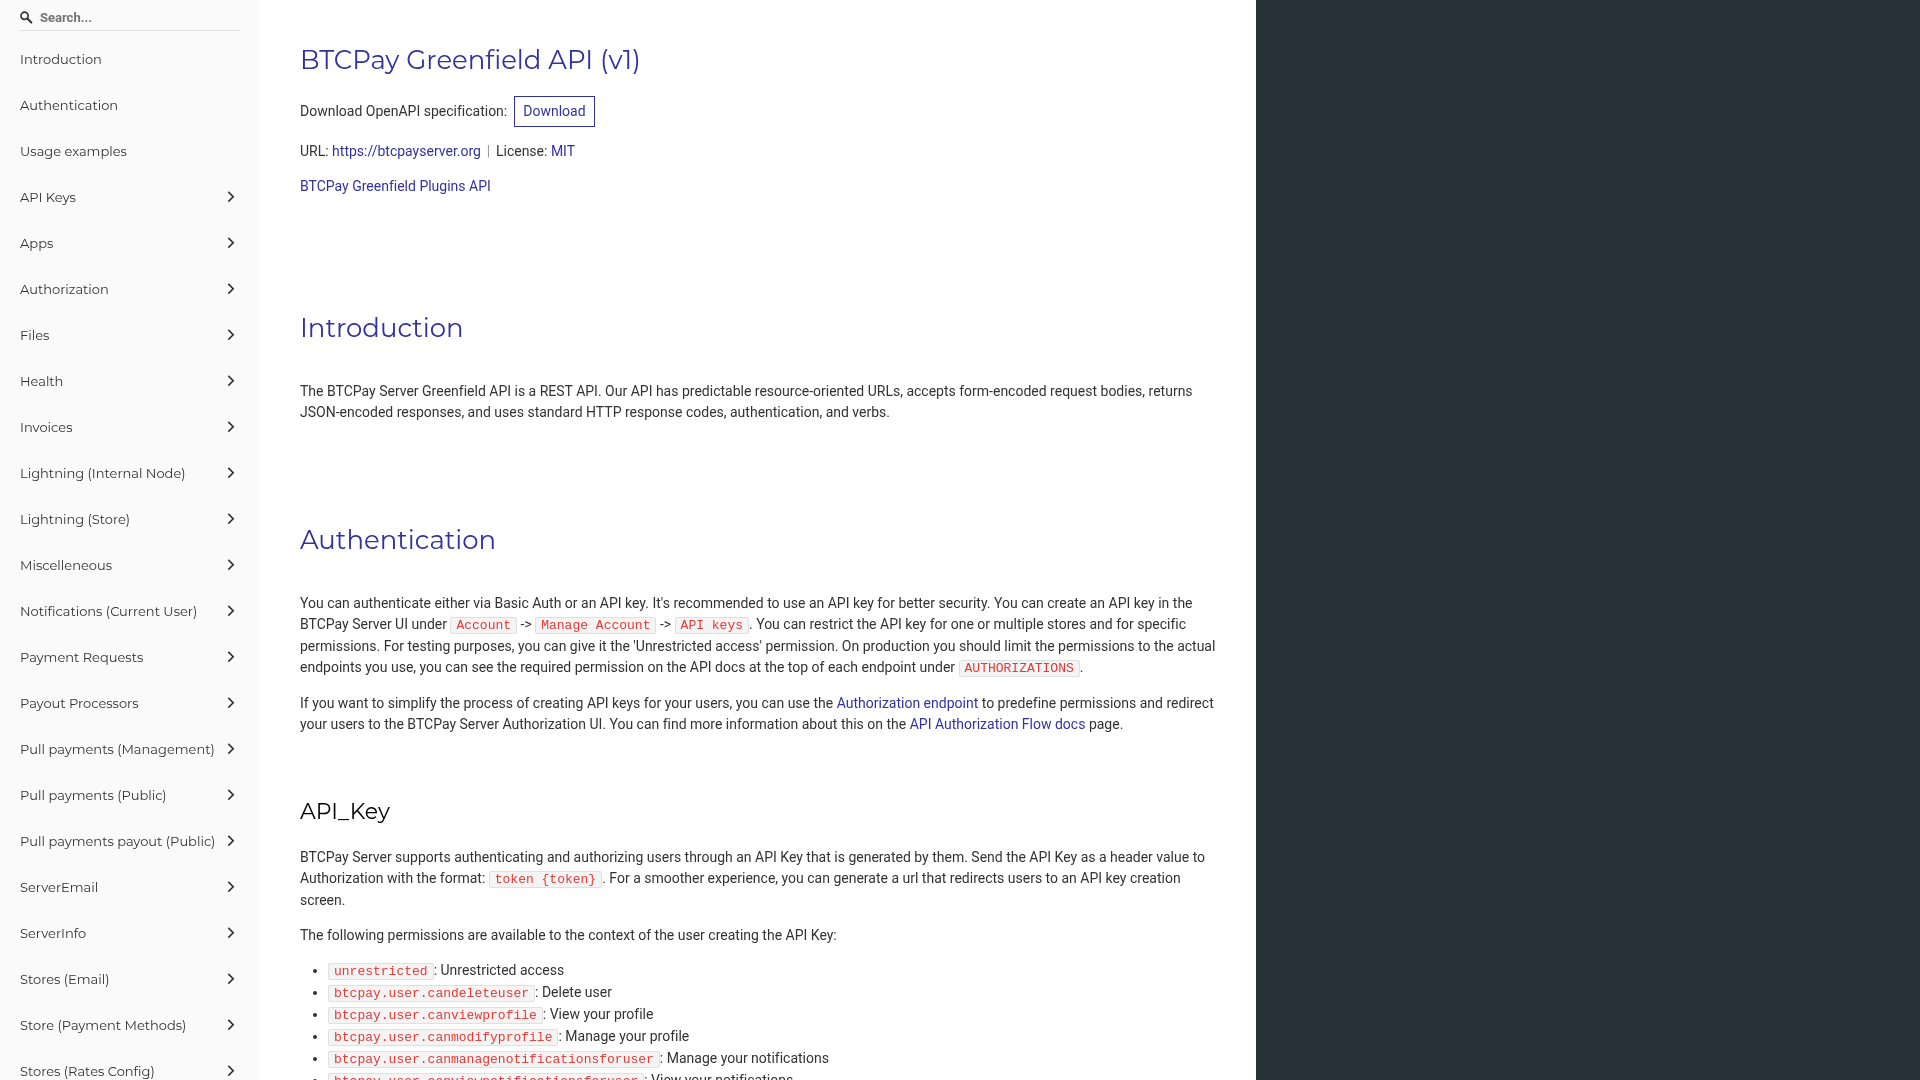 Search...
Introduction
Authentication
Usage examples
API Keys
Apps
Authorization
Files
Health
Invoices
Lightning (Internal Node)
Lightning (Store)
Miscelleneous
Notifications (Current User)
Payment Requests
Payout Processors
Pull payments (Management)
Pull payments (Public)
Pull payments payout (Public)
ServerEmail
ServerInfo
Stores (Email)
Store (Payment Methods)
Stores (Rates Config)
BTCPay Greenfield API (v1)
Download OpenAPI specification: Download
URL: https://btcpayserver.org | License: MIT
BTCPay Greenfield Plugins API
Introduction
The BTCPay Server Greenfield API is a REST API. Our API has predictable resource-oriented URLs, accepts form-encoded request bodies, returns
JSON-encoded responses, and uses standard HTTP response codes, authentication, and verbs.
Authentication
You can authenticate either via Basic Auth or an API key. It's recommended to use an API key for better security. You can create an API key in the
BTCPay Server UI under Account -> Manage Account -> API keys. You can restrict the API key for one or multiple stores and for specific
permissions. For testing purposes, you can give it the 'Unrestricted access' permission. On production you should limit the permissions to the actual
endpoints you use, you can see the required permission on the API docs at the top of each endpoint under AUTHORIZATIONS.
If you want to simplify the process of creating API keys for your users, you can use the Authorization endpoint to predefine permissions and redirect
your users to the BTCPay Server Authorization UI. You can find more information about this on the API Authorization Flow docs page.
API_Key
BTCPay Server supports authenticating and authorizing users through an API Key that is generated by them. Send the API Key as a header value to
Authorization with the format: token {token}. For a smoother experience, you can generate a url that redirects users to an API key creation
screen.
The following permissions are available to the context of the user creating the API Key:
• unrestricted: Unrestricted access
• btcpay.user.candeleteuser: Delete user
• btcpay.user.canviewprofile: View your profile
• btcpay.user.canmodifyprofile: Manage your profile
• btcpay.user.canmanagenotificationsforuser: Manage your notifications
• btcpay.user.canviewnotificationsforuser: View your notifications